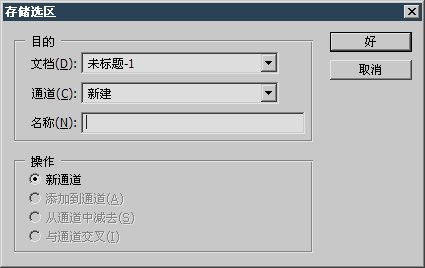 存储选区
目的
好
文档(D): 未标题-1
取消
通道(C): 新建
名称(N):
操作
新通道
添加到通道(A)
从通道中减去(S)
与通道交叉(I)